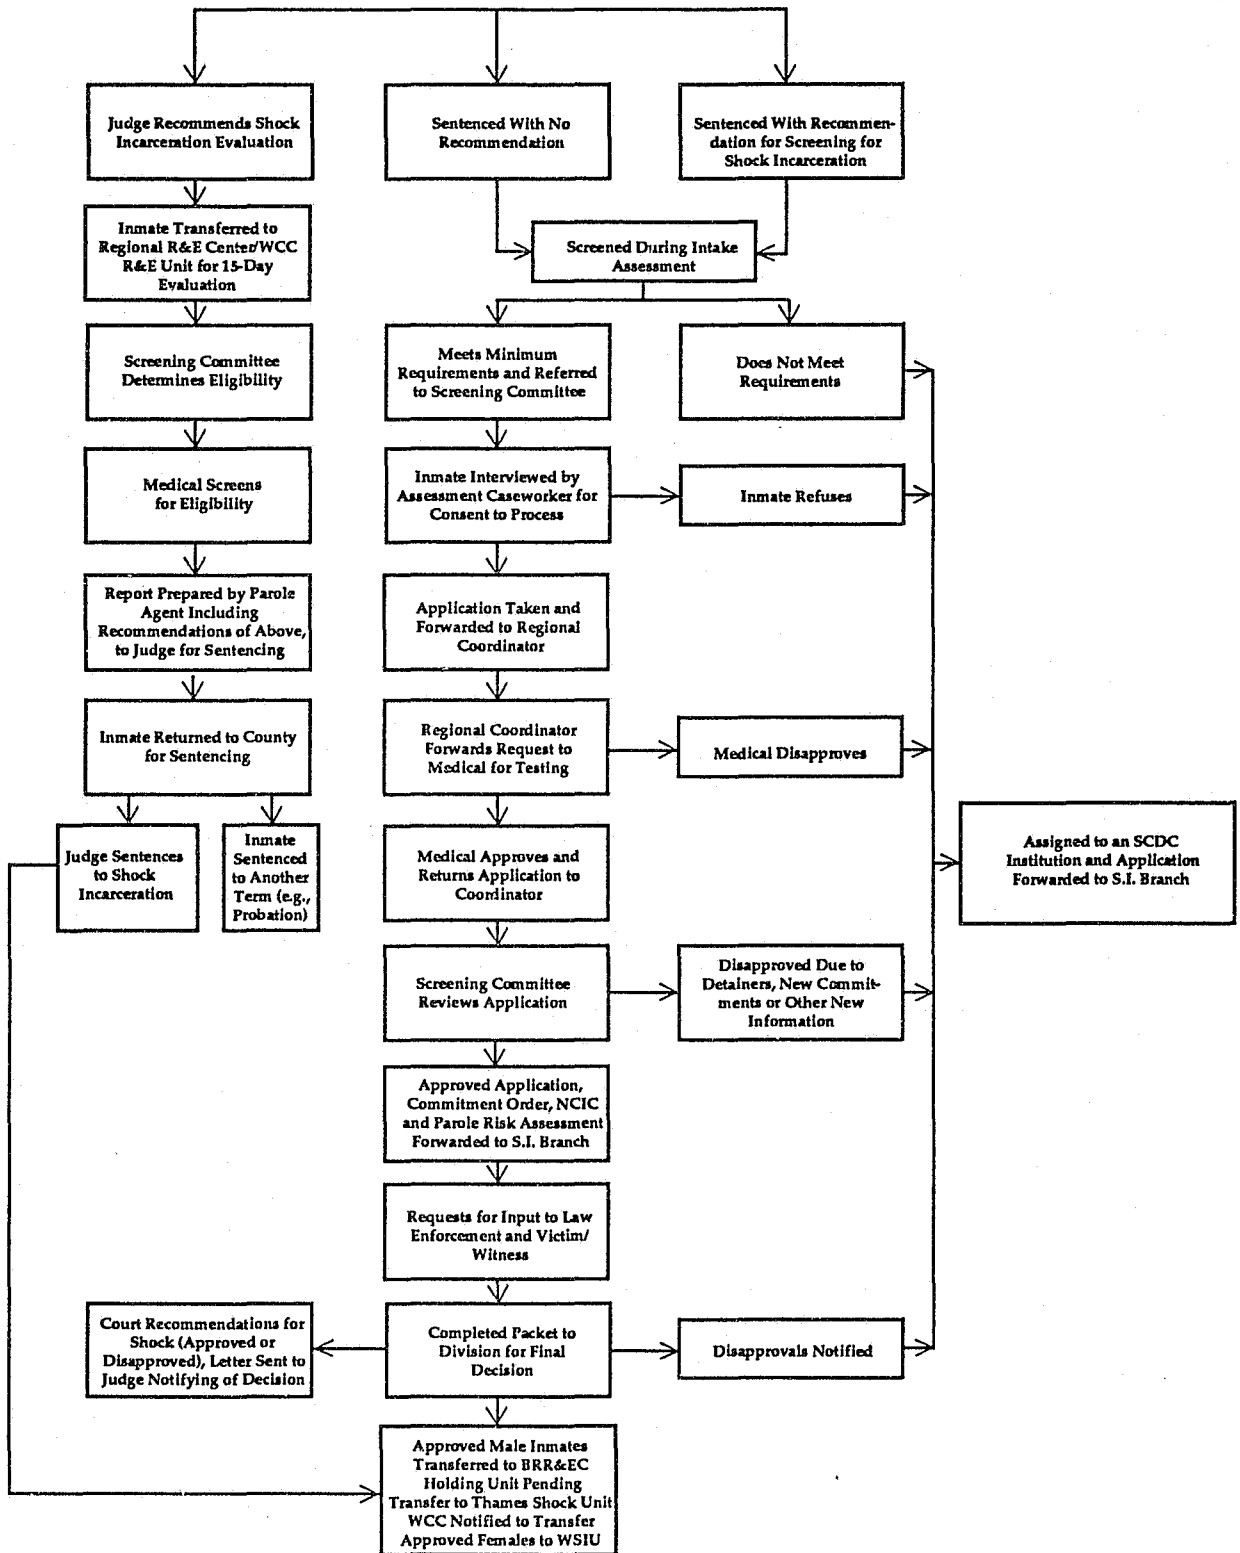 Judge Recommends Shock
Incarceration Evaluation
Sentenced With No
Recommendation
Sentenced With Recommen-
dation for Screening for
Shock Incarceration
Inmate Transferred to
Regional R&E Center/WCC
R&E Unit for 15-Day
Evaluation
Screened During Intake
Assessment
Screening Committee
Determines Eligibility
Meets Minimum
Requirements and Referred
to Screening Committee
Does Not Meet
Requirements
Medical Screens
for Eligibility
Inmate Interviewed by
Assessment Caseworker for
Consent to Process
Inmate Refuses
Report Prepared by Parole
Agent Including
Recommendations of Above,
to Judge for Sentencing
Application Taken and
Forwarded to Regional
Coordinator
Inmate Returned to County
for Sentencing
Regional Coordinator
Forwards Request to
Medical for Testing
Medical Disapproves
Judge Sentences
to Shock
Incarceration
Inmate
Sentenced
to Another
Term (e.g.,
Probation)
Medical Approves and
Returns Application to
Coordinator
Assigned to an SCDC
Institution and Application
Forwarded to S.I. Branch
Screening Committee
Reviews Application
Disapproved Due to
Detainers, New Commit-
ments or Other New
Information
Approved Application,
Commitment Order, NCIC
and Parole Risk Assessment
Forwarded to S.I. Branch
Requests for Input to Law
Enforcement and Victim/
Witness
Court Recommendations for
Shock (Approved or
Disapproved), Letter Sent to
Judge Notifying of Decision
Completed Packet to
Division for Final
Decision
Disapprovals Notified
Approved Male Inmates
Transferred to BRR&EC
Holding Unit Pending
Transfer to Thames Shock Unit
WCC Notified to Transfer
Approved Females to WSIU